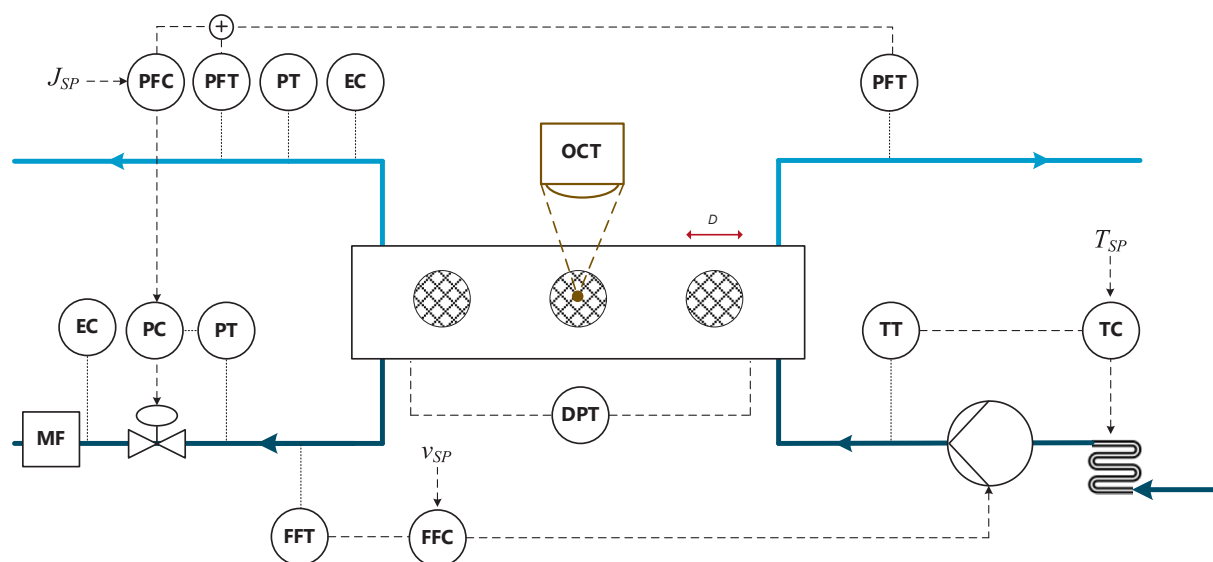 +
J_SP
PFC
PFT
PT
EC
PFT
OCT
D
T_SP
EC
PC
PT
TT
TC
DPT
MF
v_SP
FFT
FFC